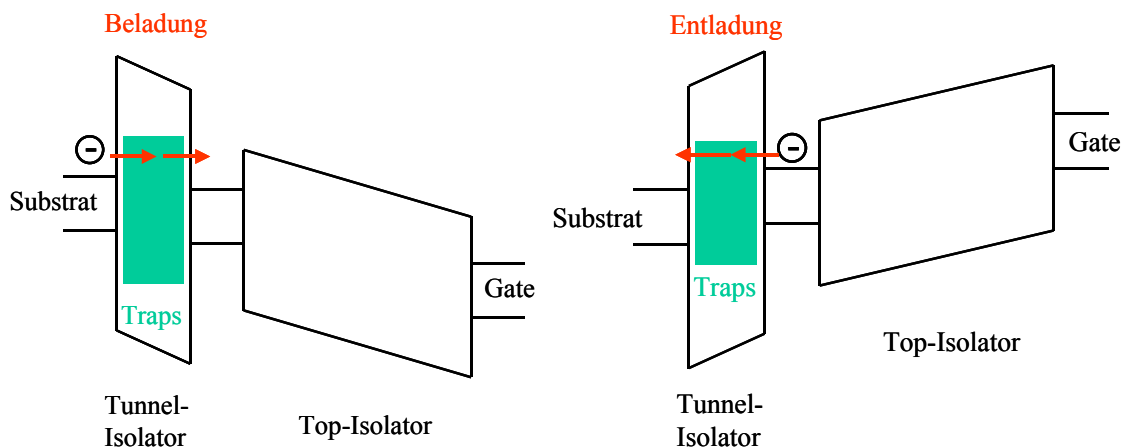 Beladung
-
Substrat
Traps
Gate
Tunnel-
Isolator
Top-Isolator
Entladung
-
Gate
Substrat
Traps
Top-Isolator
Tunnel-
Isolator